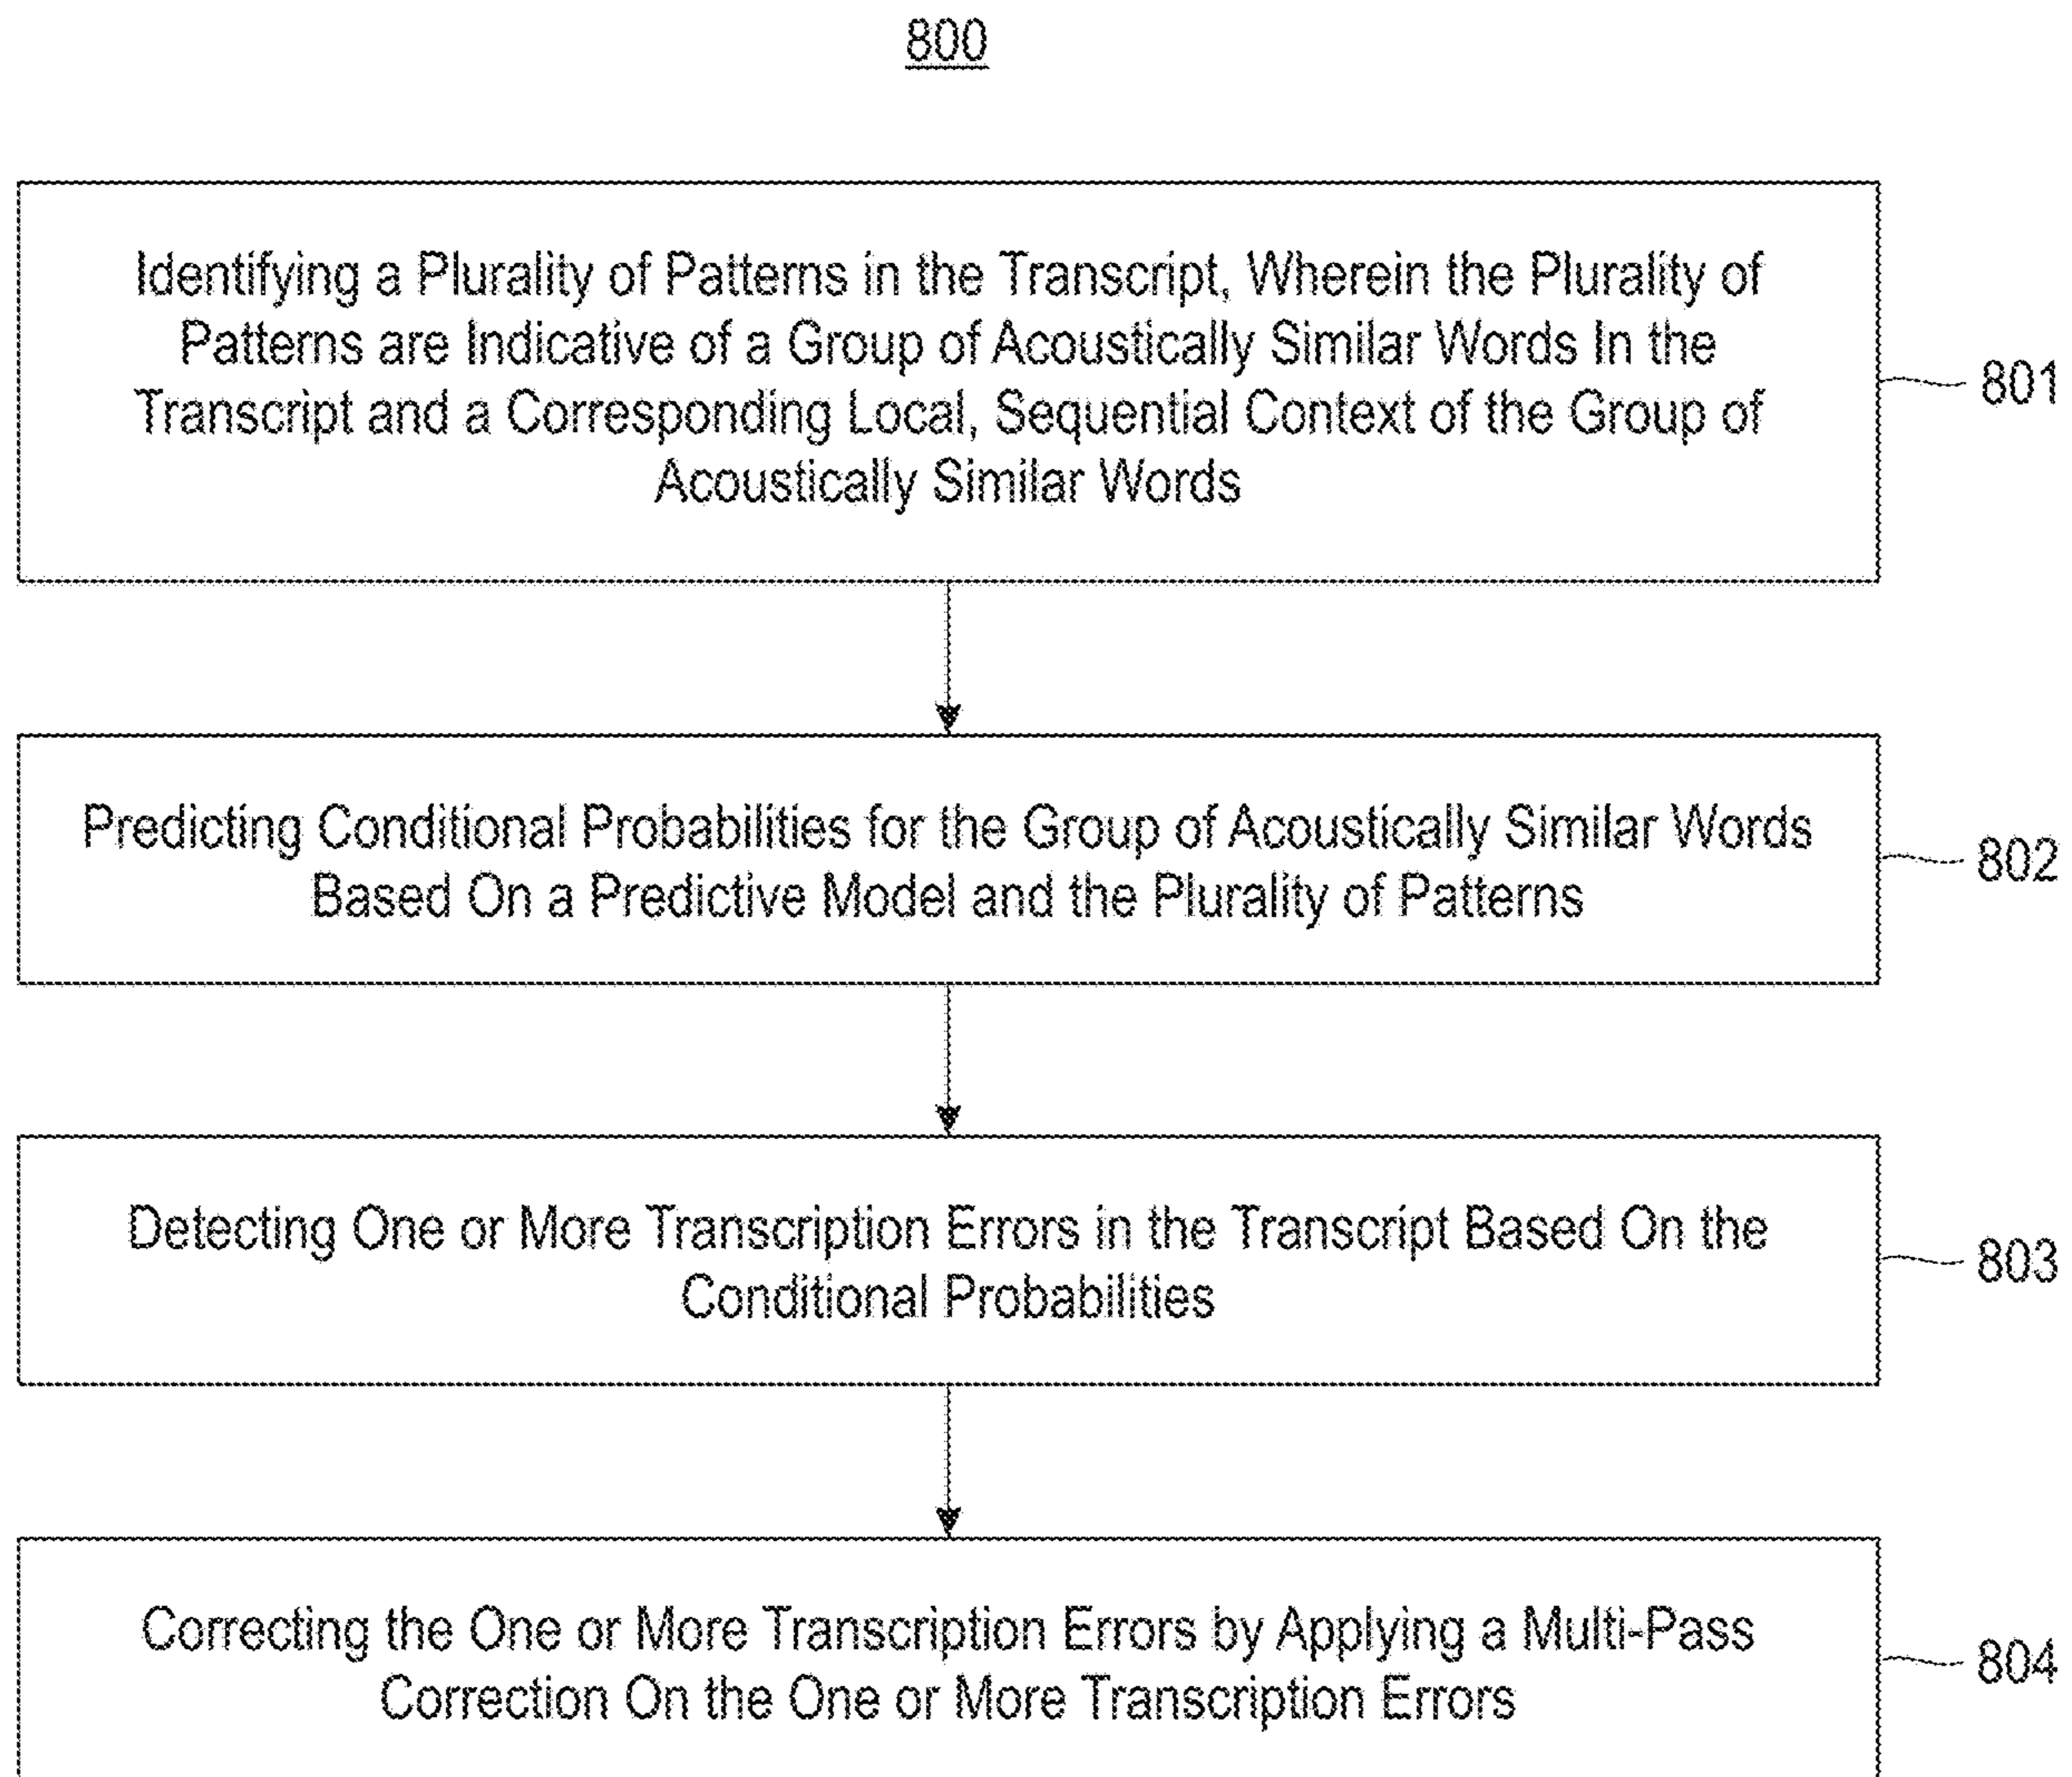 800
Identifying a Plurality of Patterns in the Transcript, Wherein the Plurality of
Patterns are Indicative of a Group of Acoustically Similar Words In the
Transcript and a Corresponding Local, Sequential Context of the Group of
Acoustically Similar Words
801
Predicting Conditional Probabilities for the Group of Acoustically Similar Words
Based On a Predictive Model and the Plurality of Patterns
802
Detecting One or More Transcription Errors in the Transcript Based On the
Conditional Probabilities
803
Correcting the One or More Transcription Errors by Applying a Multi-Pass
Correction On the One or More Transcription Errors
804